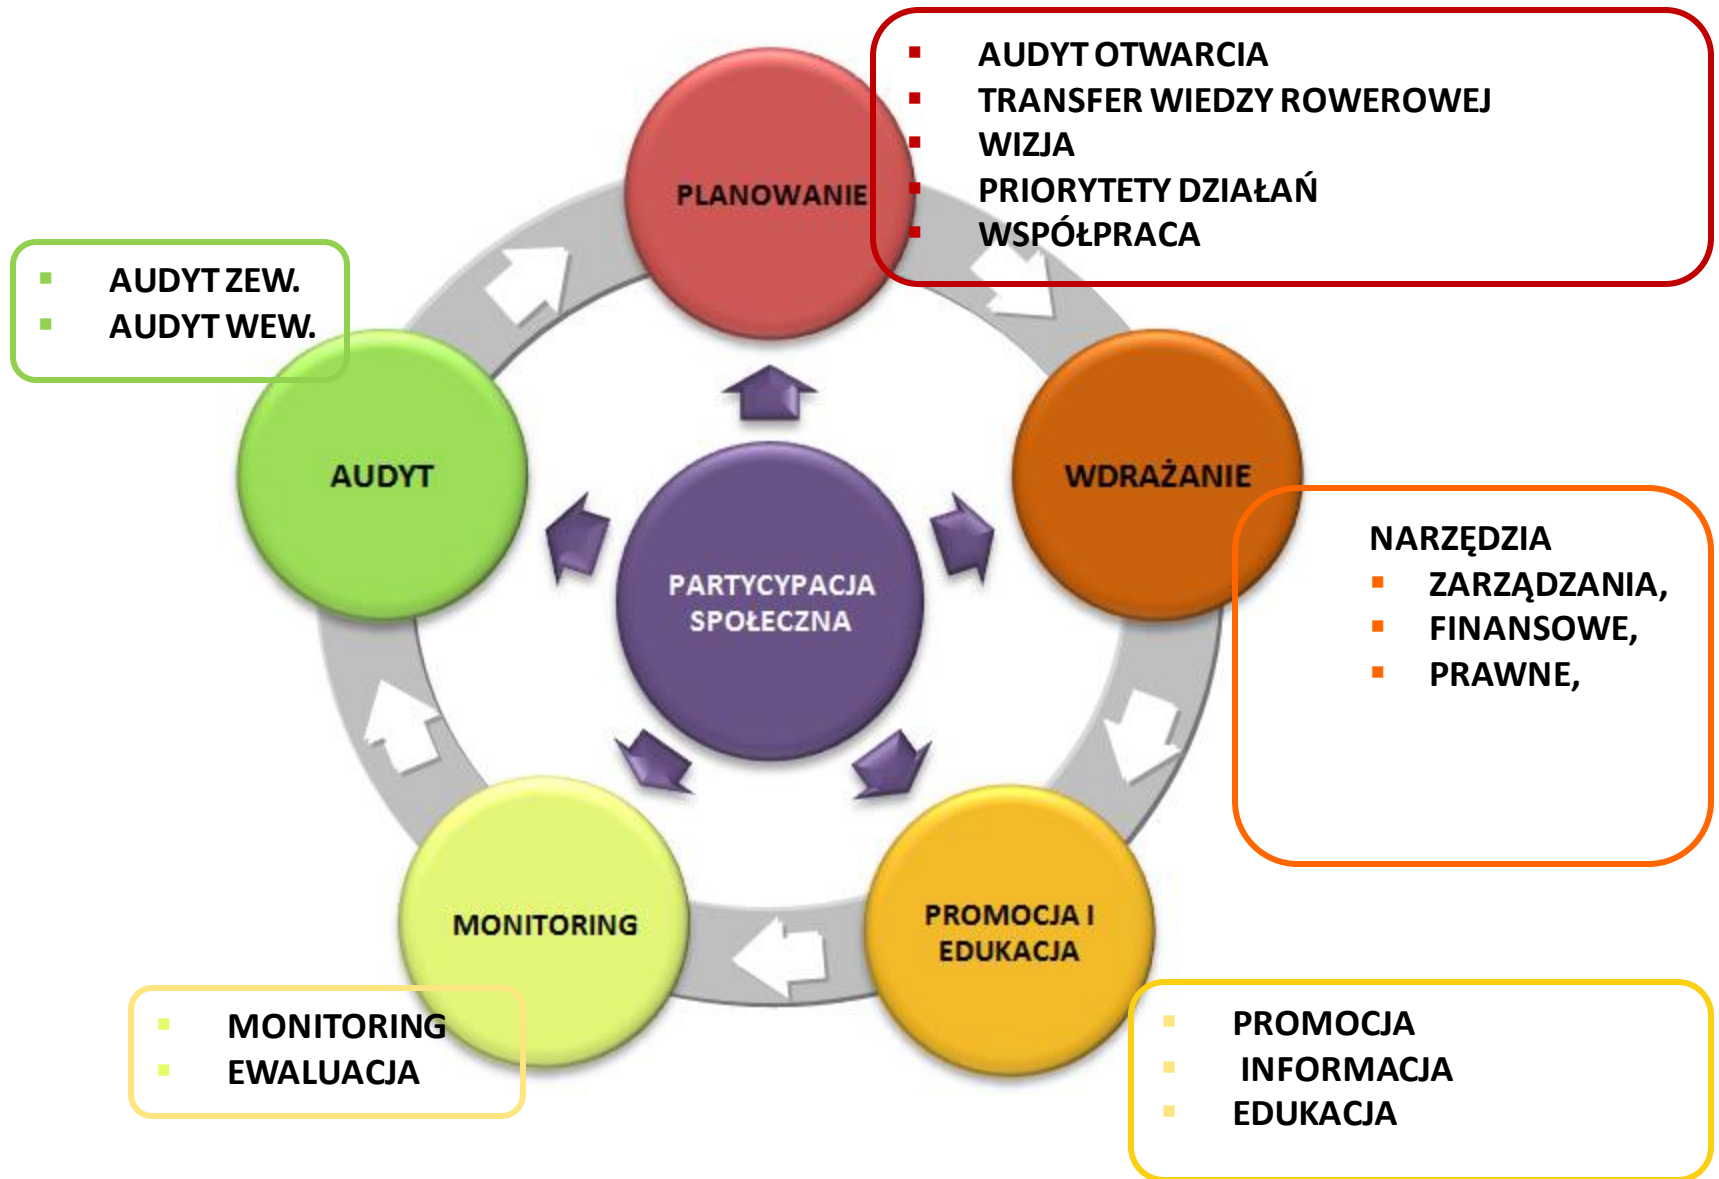 PLANOWANIE
▪ AUDYT OTWARCIA
▪ TRANSFER WIEDZY ROWEROWEJ
▪ WIZJA
▪ PRIORYTETY DZIAŁAŃ
▪ WSPÓŁPRACA
WDRAŻANIE
NARZĘDZIA
▪ ZARZĄDZANIA,
▪ FINANSOWE,
▪ PRAWNE,
PROMOCJA I
EDUKACJA
▪ PROMOCJA
▪ INFORMACJA
▪ EDUKACJA
MONITORING
▪ MONITORING
▪ EWALUACJA
AUDYT
▪ AUDYT ZEW.
▪ AUDYT WEW.
PARTYCYPACJA
SPOŁECZNA